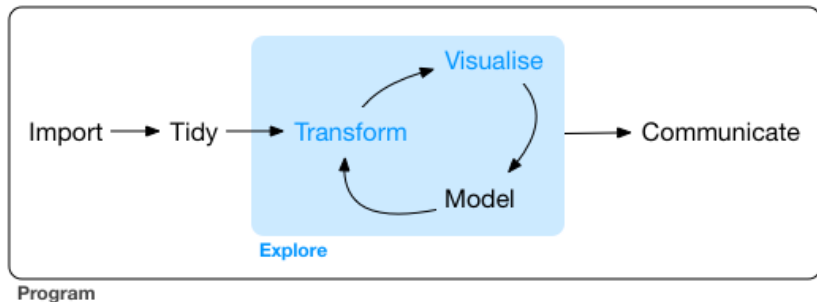 Visualise
Import
Tidy
Transform
Communicate
Model
Explore
Program